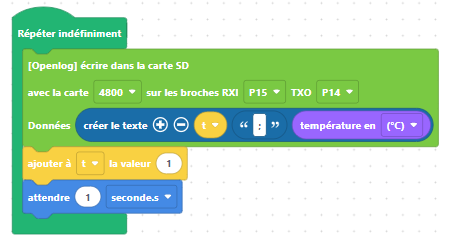 Répéter indéfiniment
[Openlog] écrire dans la carte SD
avec la carte 4800 sur les broches RXI P15 TXO P14
Données créer le texte + − t “ ; ” température en (°C)
ajouter à t la valeur 1
attendre 1 seconde.s